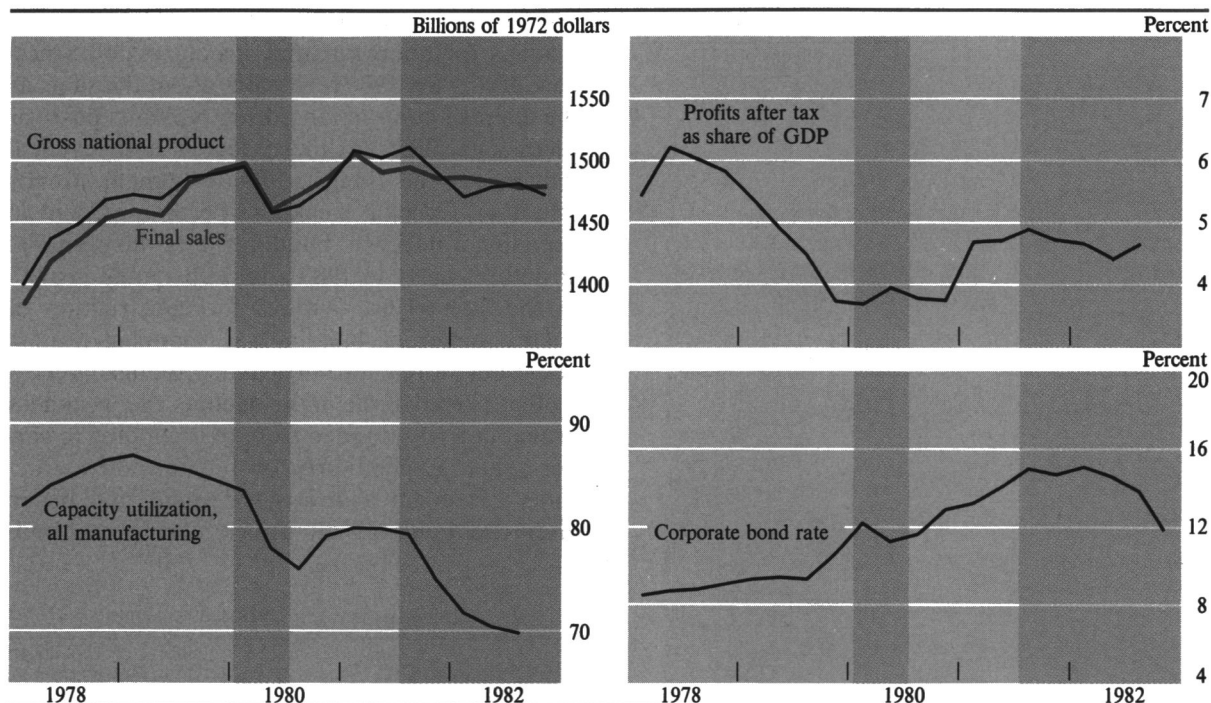 Billions of 1972 dollars
1550
Gross national product
1500
1450
Final sales
1400
Percent
7
Profits after tax
as share of GDP
6
5
4
Percent
90
Capacity utilization,
all manufacturing
80
70
1978
1980
1982
Percent
20
16
Corporate bond rate
12
8
4
1978
1980
1982